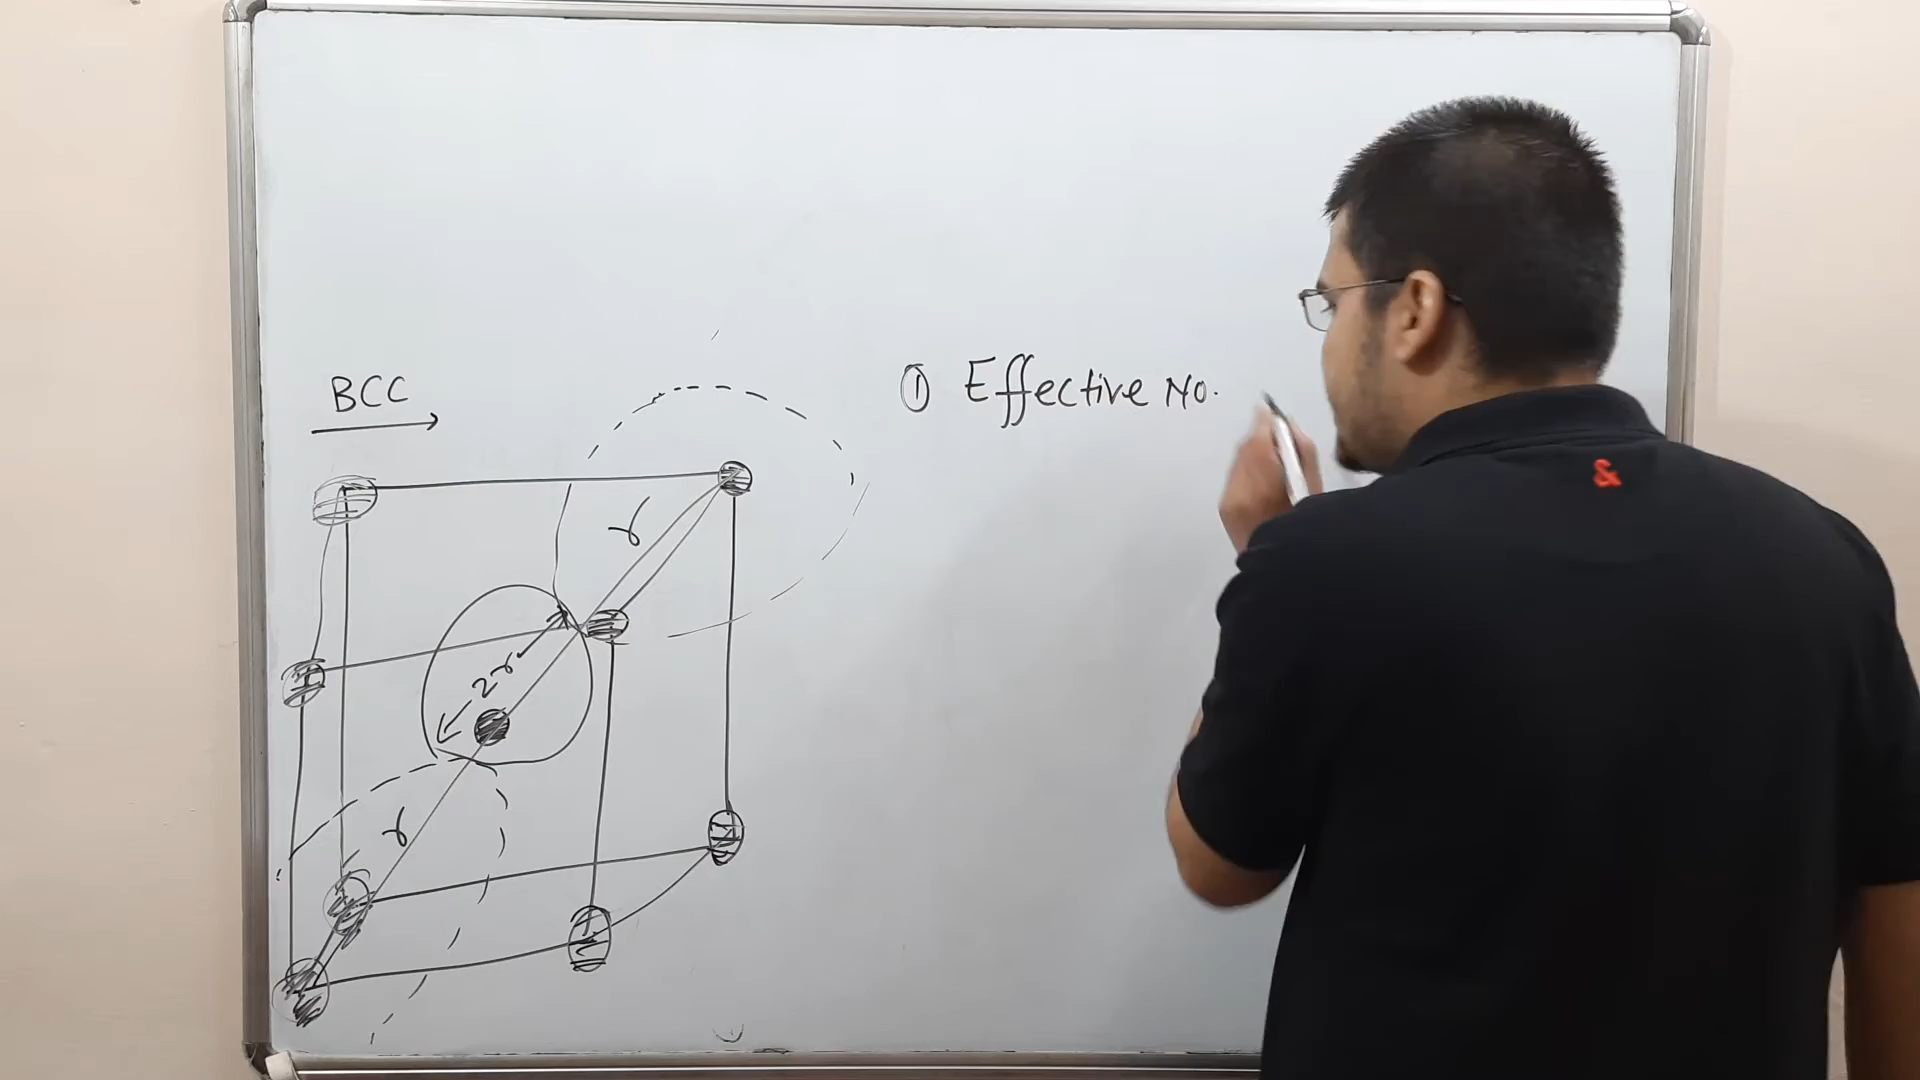 BCC
① Effective No.
r
2r
r
&